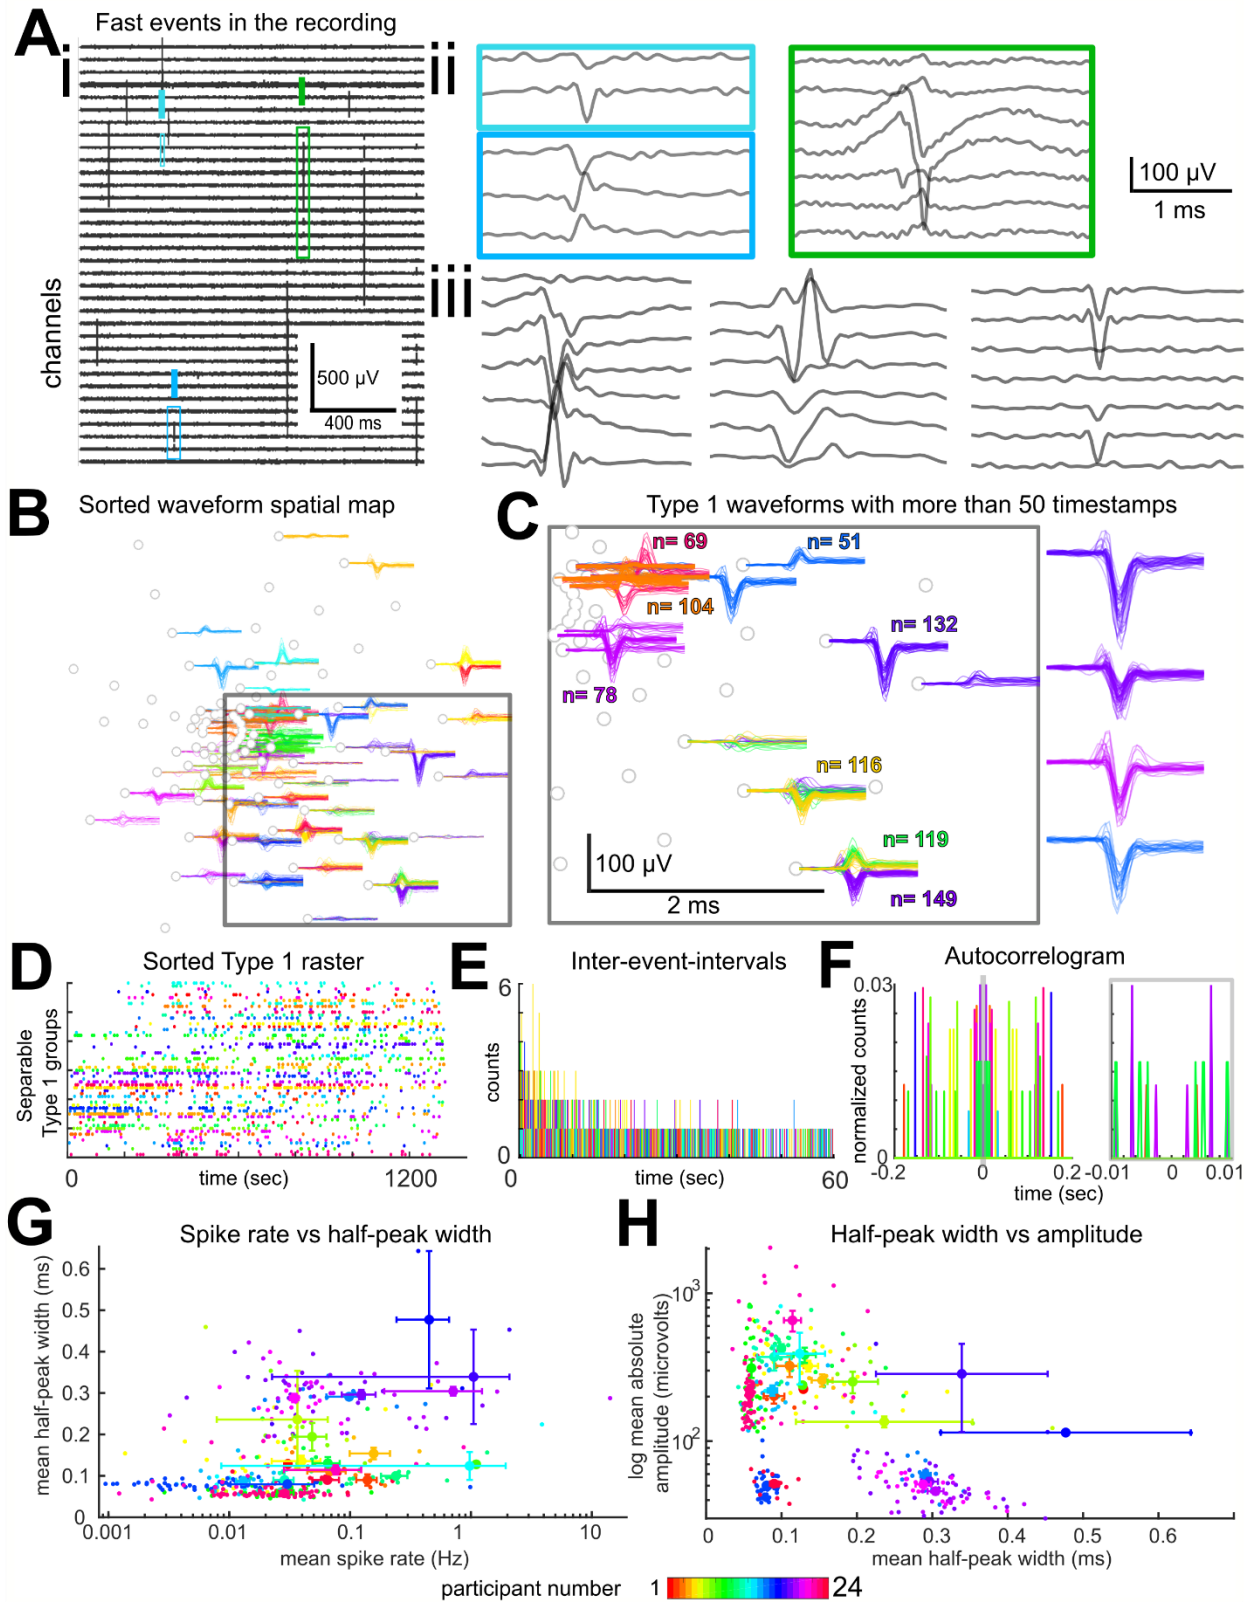 A Fast events in the recording
i
ii
100 µV
1 ms
iii
channels
500 µV
400 ms
B Sorted waveform spatial map
C Type 1 waveforms with more than 50 timestamps
n= 69
n= 51
n= 104
n= 132
n= 78
n= 116
n= 119
100 µV
2 ms
n= 149
D Sorted Type 1 raster
Separable
Type 1 groups
0 1200
time (sec)
E Inter-event-intervals
6
counts
0
0 60
time (sec)
F Autocorrelogram
0.03
normalized counts
0
-0.2 0 0.2
-0.01 0 0.01
time (sec)
G Spike rate vs half-peak width
mean half-peak width (ms)
0.6
0.5
0.4
0.3
0.2
0.1
0
0.001 0.01 0.1 1 10
mean spike rate (Hz)
H Half-peak width vs amplitude
log mean absolute
amplitude (microvolts)
10³
10²
0 0.1 0.2 0.3 0.4 0.5 0.6
mean half-peak width (ms)
participant number 1 24